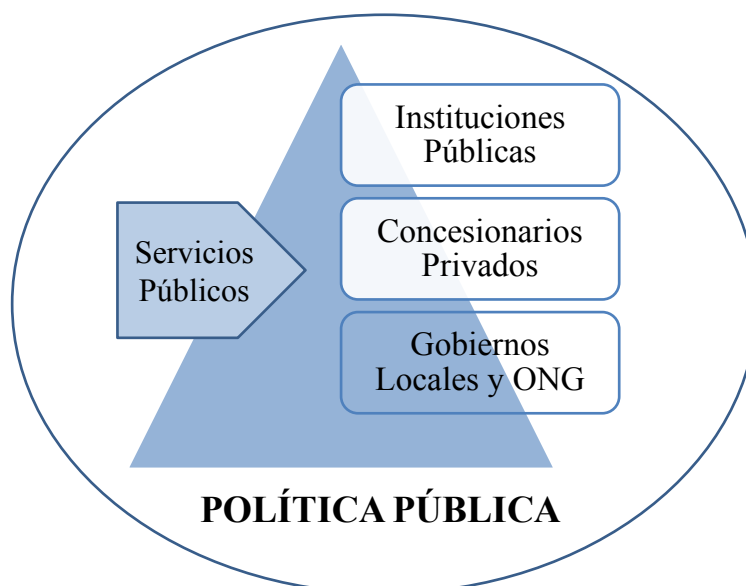 Instituciones
Públicas
Servicios
Públicos
Concesionarios
Privados
Gobiernos
Locales y ONG
POLÍTICA PÚBLICA